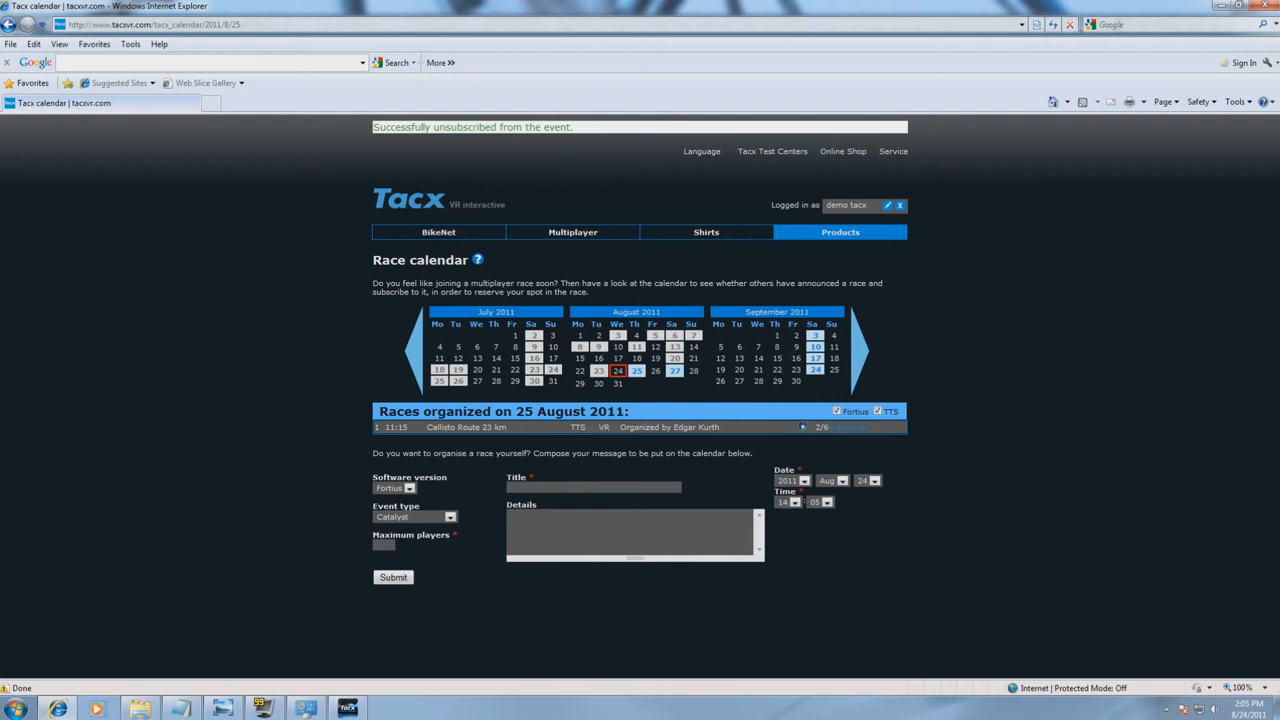 Tacx calendar | tacxvr.com - Windows Internet Explorer
http://www.tacxvr.com/tacx_calendar/2011/8/25
Google
File Edit View Favorites Tools Help
x Google Search More >> Sign In
Favorites Suggested Sites Web Slice Gallery
Tacx calendar | tacxvr.com Page Safety Tools
Successfully unsubscribed from the event.
Language Tacx Test Centers Online Shop Service
Tacx VR interactive Logged in as demo tacx x
BikeNet Multiplayer Shirts Products
Race calendar ?
Do you feel like joining a multiplayer race soon? Then have a look at the calendar to see whether others have announced a race and
subscribe to it, in order to reserve your spot in the race.
July 2011 August 2011 September 2011
Mo Tu We Th Fr Sa Su Mo Tu We Th Fr Sa Su Mo Tu We Th Fr Sa Su
1 2 3 1 2 3 4 5 6 7 1 2 3 4
4 5 6 7 8 9 10 8 9 10 11 12 13 14 5 6 7 8 9 10 11
11 12 13 14 15 16 17 15 16 17 18 19 20 21 12 13 14 15 16 17 18
18 19 20 21 22 23 24 22 23 24 25 26 27 28 19 20 21 22 23 24 25
25 26 27 28 29 30 31 29 30 31 26 27 28 29 30
Races organized on 25 August 2011: Fortius TTS
1 11:15 Callisto Route 23 km TTS VR Organized by Edgar Kurth 2/6 Subscribe
Do you want to organise a race yourself? Compose your message to be put on the calendar below.
Software version Title * Date *
Fortius 2011 Aug 24
Event type Details Time *
Catalyst 14 : 05
Maximum players *
Submit
Done Internet | Protected Mode: Off 100%
99 Tacx 2:05 PM
8/24/2011